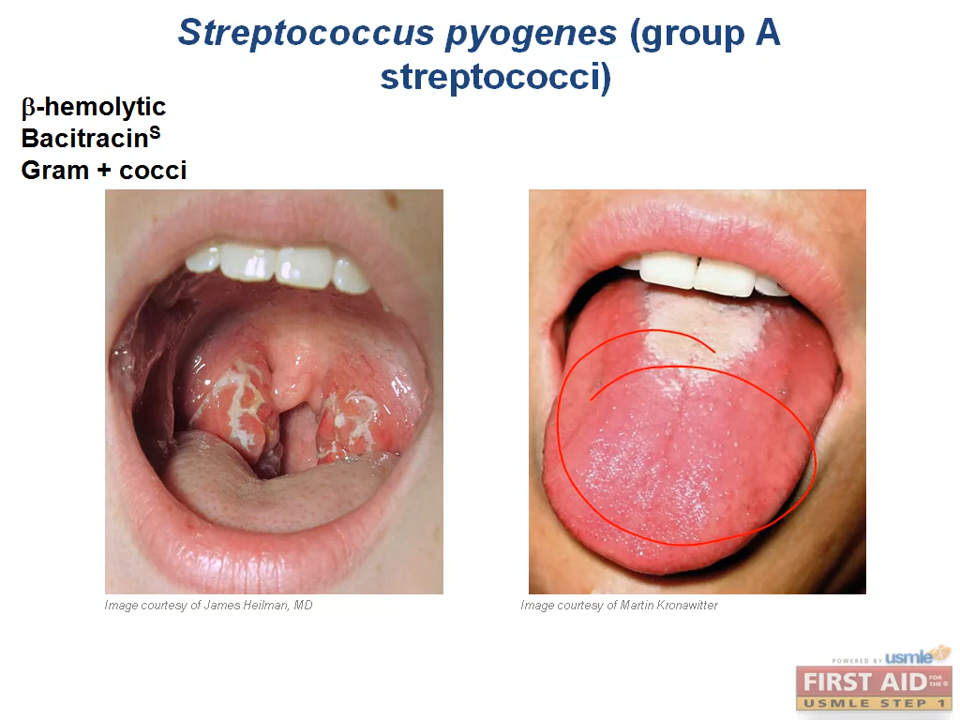 Streptococcus pyogenes (group A
streptococci)
β-hemolytic
Bacitracinˢ
Gram + cocci
Image courtesy of James Heilman, MD
Image courtesy of Martin Kronawitter
POWERED BY usmle
FIRST AID FOR THE®
USMLE STEP 1